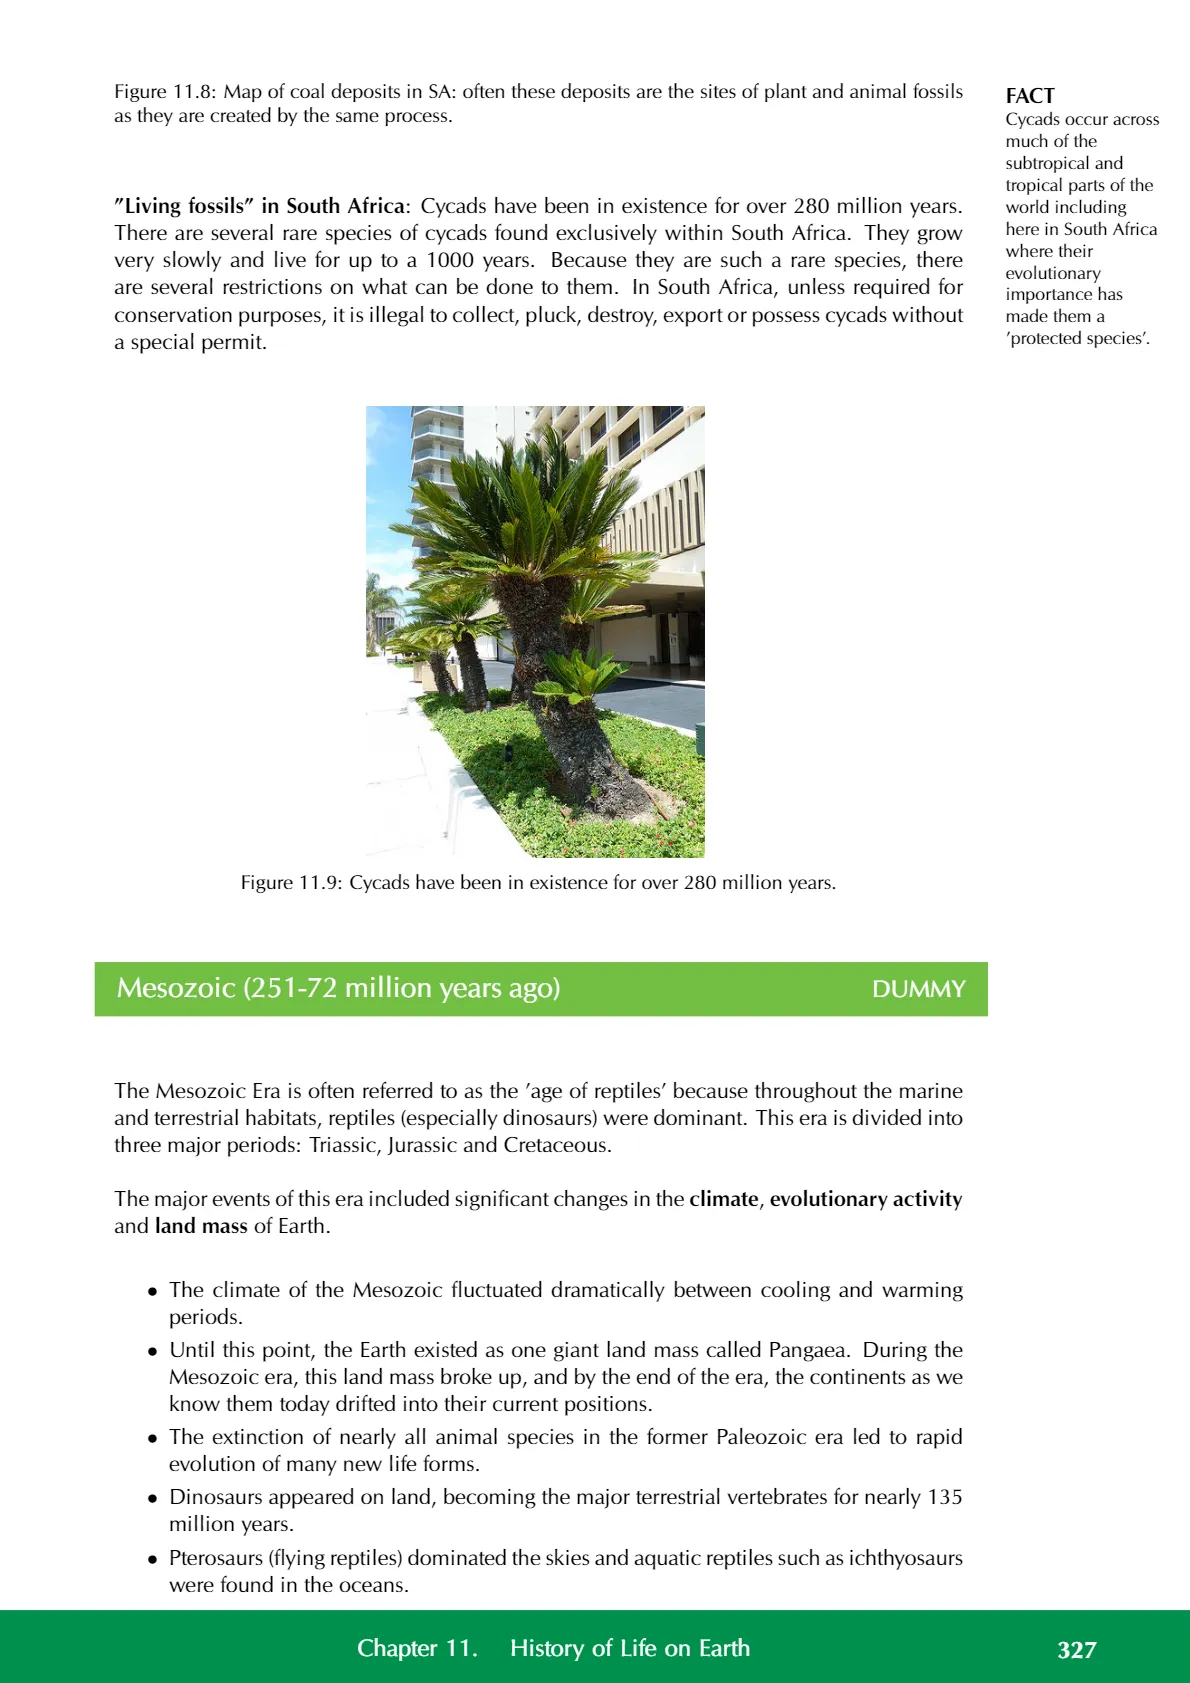 Figure 11.8: Map of coal deposits in SA: often these deposits are the sites of plant and animal fossils
as they are created by the same process.
FACT
Cycads occur across
much of the
subtropical and
tropical parts of the
world including
here in South Africa
where their
evolutionary
importance has
made them a
’protected species’.
”Living fossils” in South Africa: Cycads have been in existence for over 280 million years.
There are several rare species of cycads found exclusively within South Africa. They grow
very slowly and live for up to a 1000 years. Because they are such a rare species, there
are several restrictions on what can be done to them. In South Africa, unless required for
conservation purposes, it is illegal to collect, pluck, destroy, export or possess cycads without
a special permit.
Figure 11.9: Cycads have been in existence for over 280 million years.
Mesozoic (251-72 million years ago) DUMMY
The Mesozoic Era is often referred to as the ’age of reptiles’ because throughout the marine
and terrestrial habitats, reptiles (especially dinosaurs) were dominant. This era is divided into
three major periods: Triassic, Jurassic and Cretaceous.
The major events of this era included significant changes in the climate, evolutionary activity
and land mass of Earth.
• The climate of the Mesozoic fluctuated dramatically between cooling and warming
periods.
• Until this point, the Earth existed as one giant land mass called Pangaea. During the
Mesozoic era, this land mass broke up, and by the end of the era, the continents as we
know them today drifted into their current positions.
• The extinction of nearly all animal species in the former Paleozoic era led to rapid
evolution of many new life forms.
• Dinosaurs appeared on land, becoming the major terrestrial vertebrates for nearly 135
million years.
• Pterosaurs (flying reptiles) dominated the skies and aquatic reptiles such as ichthyosaurs
were found in the oceans.
Chapter 11. History of Life on Earth 327